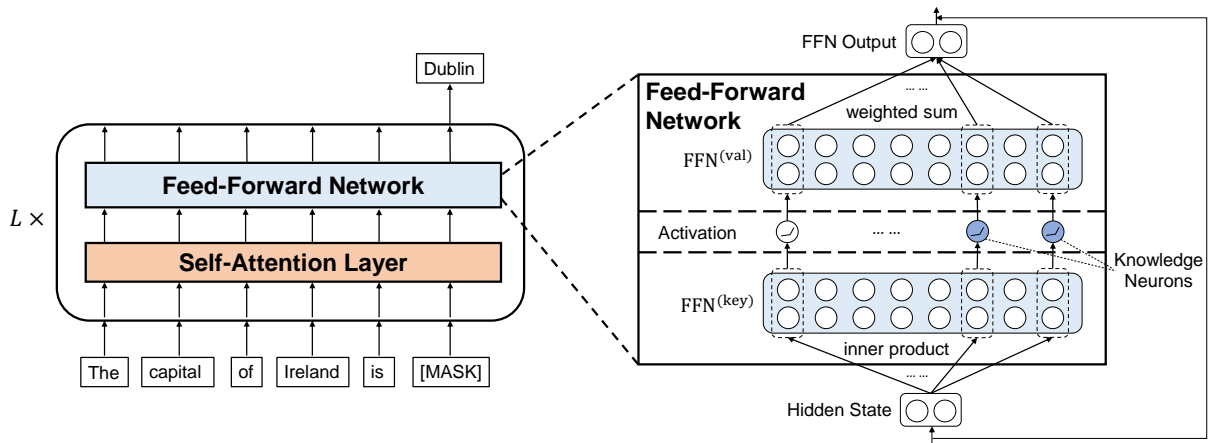 Dublin
Feed-Forward Network
L ×
Self-Attention Layer
The capital of Ireland is [MASK]
FFN Output
Feed-Forward
Network
... ...
weighted sum
FFN(val)
Activation
... ...
Knowledge
Neurons
FFN(key)
inner product
... ...
Hidden State